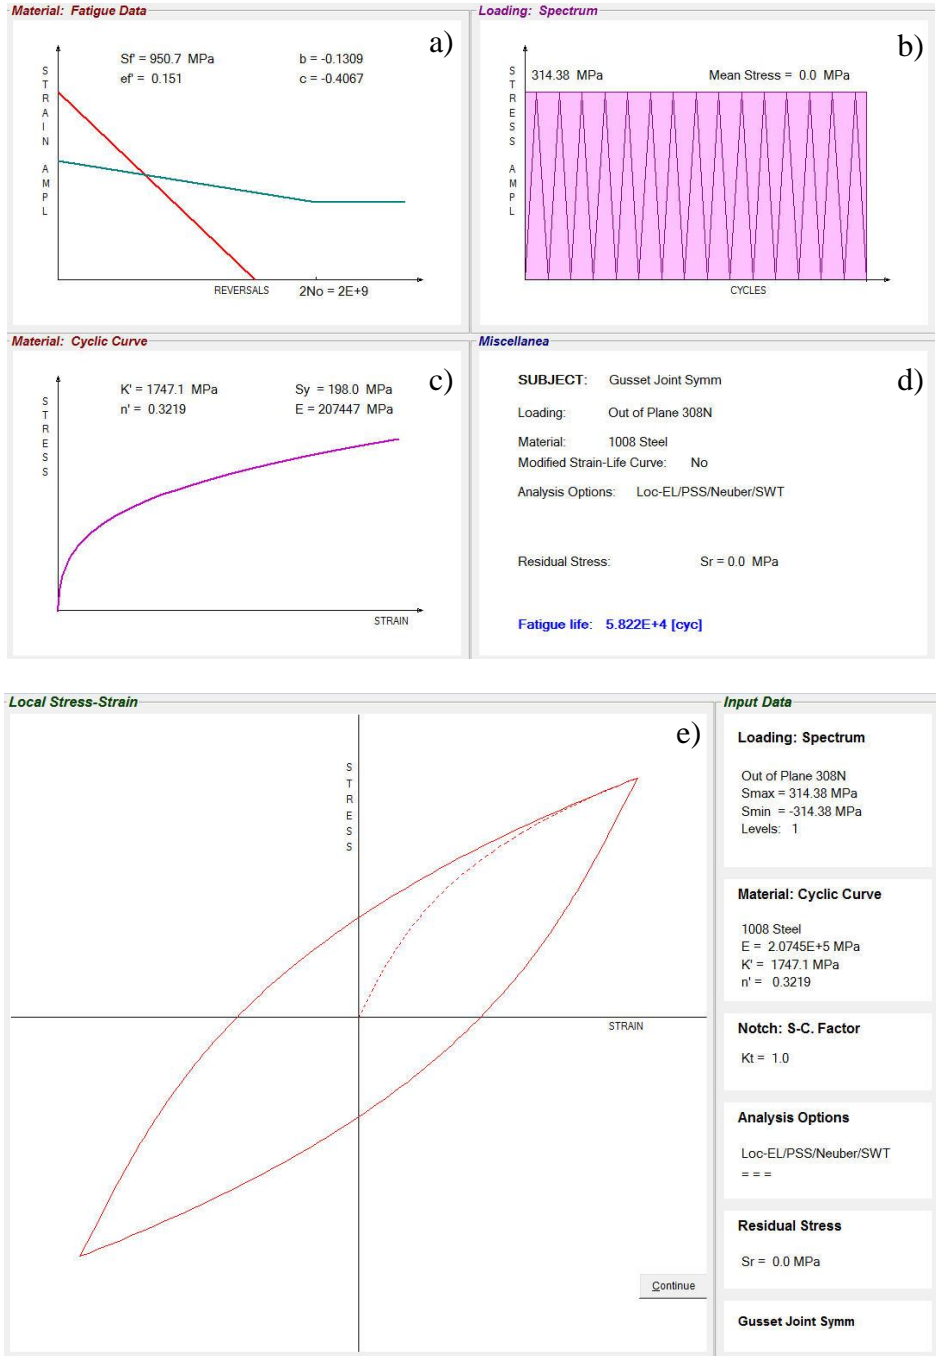 Material: Fatigue Data
a)
Sf' = 950.7 MPa
b = -0.1309
ef' = 0.151
c = -0.4067
STRAIN AMPL
REVERSALS
2No = 2E+9
Loading: Spectrum
b)
314.38 MPa
Mean Stress = 0.0 MPa
STRESS AMPL
CYCLES
Material: Cyclic Curve
c)
K' = 1747.1 MPa
Sy = 198.0 MPa
n' = 0.3219
E = 207447 MPa
STRESS
STRAIN
Miscellanea
d)
SUBJECT: Gusset Joint Symm
Loading: Out of Plane 308N
Material: 1008 Steel
Modified Strain-Life Curve: No
Analysis Options: Loc-EL/PSS/Neuber/SWT
Residual Stress: Sr = 0.0 MPa
Fatigue life: 5.822E+4 [cyc]
Local Stress-Strain
e)
STRESS
STRAIN
Continue
Input Data
Loading: Spectrum
Out of Plane 308N
Smax = 314.38 MPa
Smin = -314.38 MPa
Levels: 1
Material: Cyclic Curve
1008 Steel
E = 2.0745E+5 MPa
K' = 1747.1 MPa
n' = 0.3219
Notch: S-C. Factor
Kt = 1.0
Analysis Options
Loc-EL/PSS/Neuber/SWT
= = =
Residual Stress
Sr = 0.0 MPa
Gusset Joint Symm